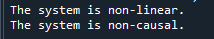 The system is non-linear.
The system is non-causal.